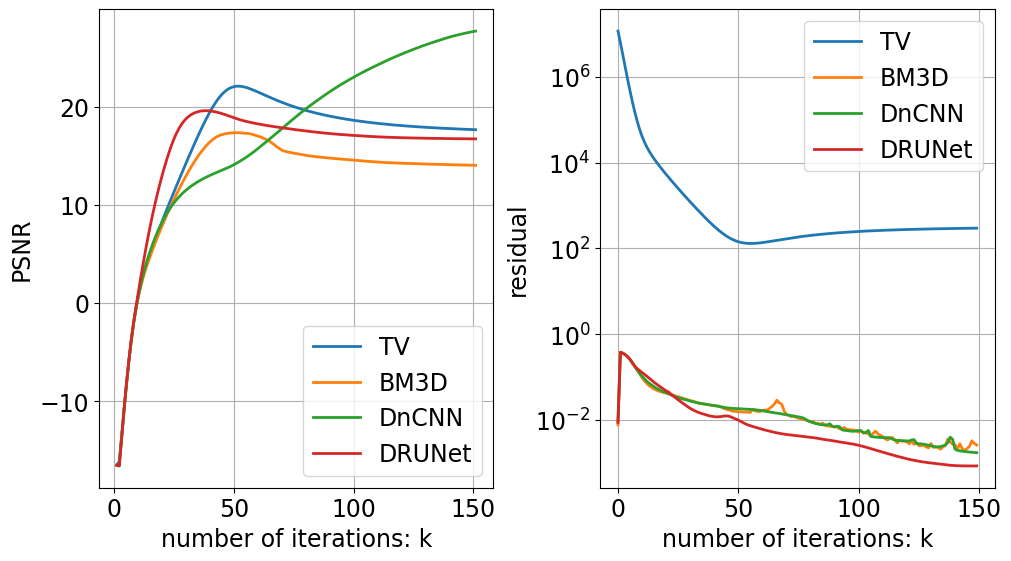 PSNR
20
10
0
−10
0
50
100
150
number of iterations: k
TV
BM3D
DnCNN
DRUNet
residual
10^6
10^4
10^2
10^0
10^−2
0
50
100
150
number of iterations: k
TV
BM3D
DnCNN
DRUNet